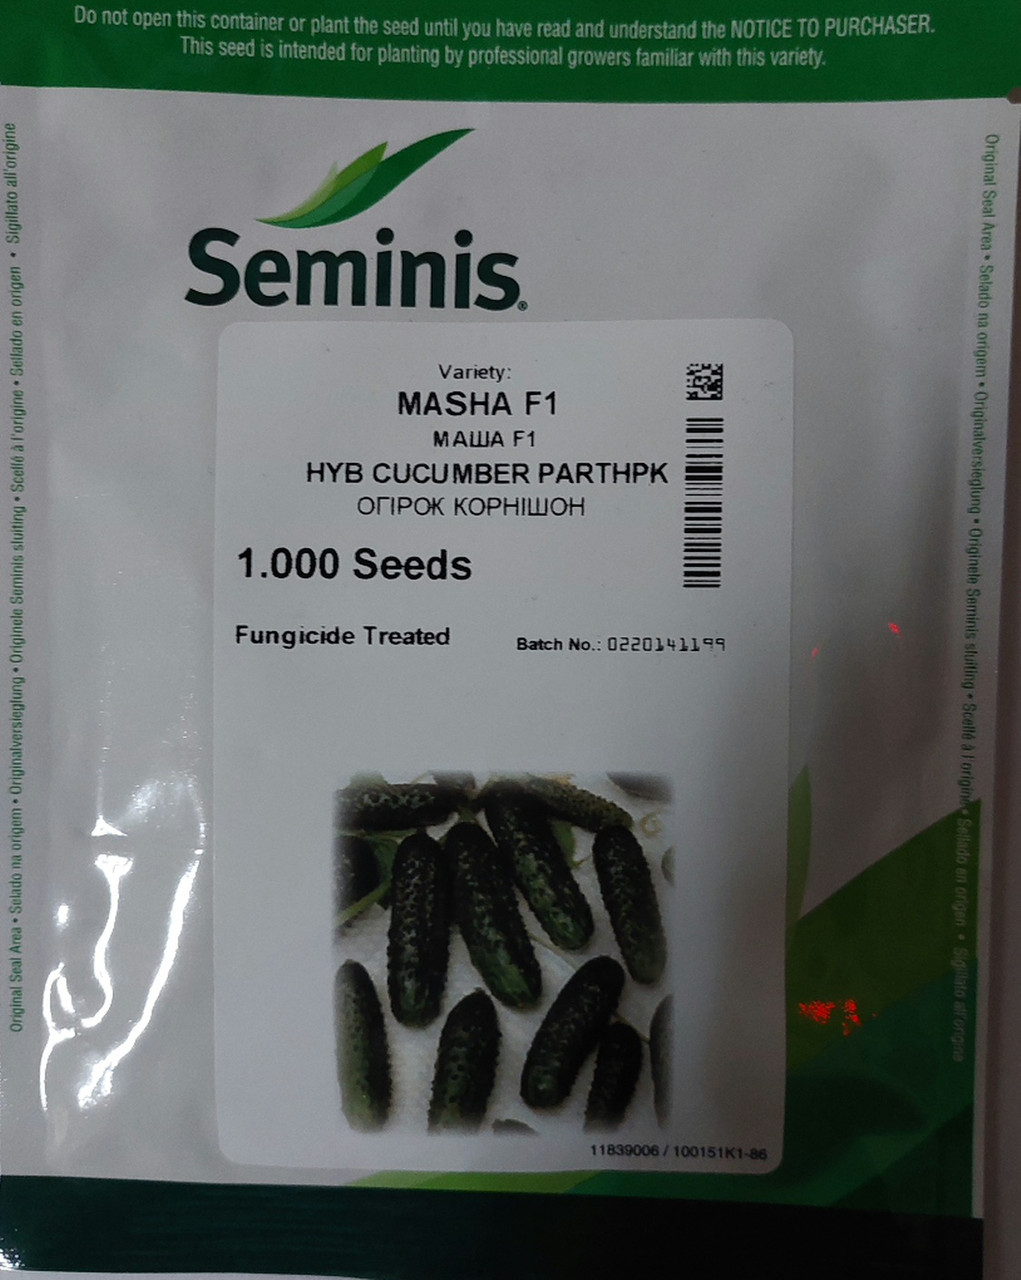 Do not open this container or plant the seed until you have read and understand the NOTICE TO PURCHASER.
This seed is intended for planting by professional growers familiar with this variety.
Seminis®
Variety:
MASHA F1
МАША F1
HYB CUCUMBER PARTHPK
ОГІРОК КОРНІШОН
1.000 Seeds
Fungicide Treated
Batch No.: 0220141199
11839006 / 100151K1-86
Original Seal Area • Selado na origem • Originalversieglung • Originele Seminis sluiting • Scellé à l'origine • Sellado en origen • Sigillato all'origine
Original Seal Area • Selado na origem • Originalversieglung • Originele Seminis sluiting • Scellé à l'origine • Sellado en origen • Sigillato all'origine